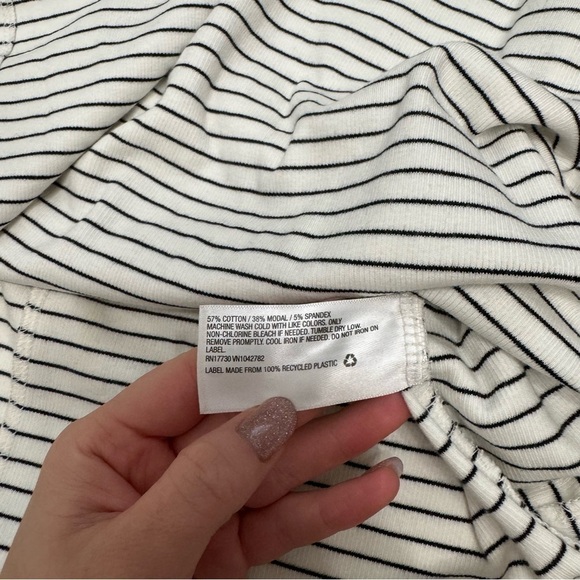 57% COTTON / 38% MODAL / 5% SPANDEX
MACHINE WASH COLD WITH LIKE COLORS. ONLY
NON-CHLORINE BLEACH IF NEEDED. TUMBLE DRY LOW.
REMOVE PROMPTLY. COOL IRON IF NEEDED. DO NOT IRON ON
LABEL.
RN17730 VN1042782
LABEL MADE FROM 100% RECYCLED PLASTIC